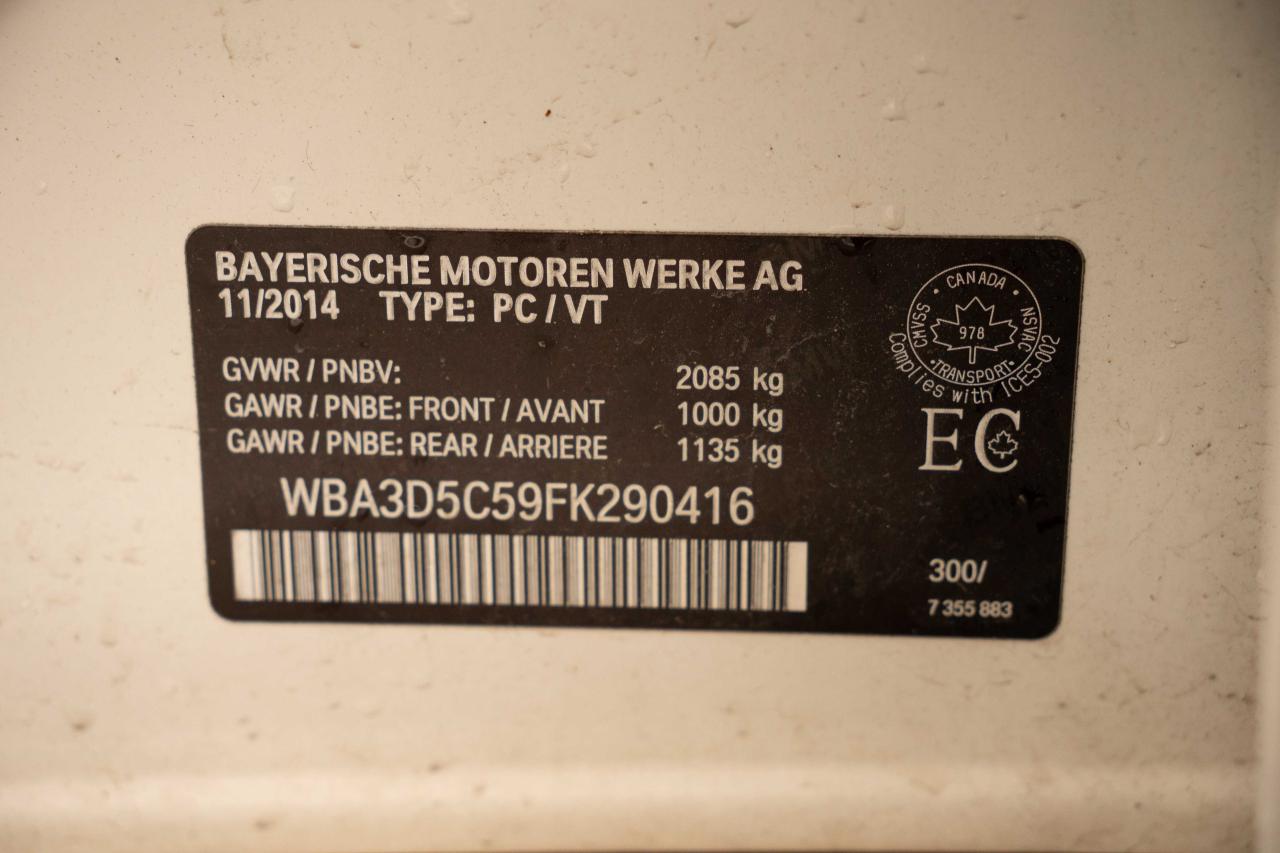 BAYERISCHE MOTOREN WERKE AG
11/2014 TYPE: PC / VT
GVWR / PNBV: 2085 kg
GAWR / PNBE: FRONT / AVANT 1000 kg
GAWR / PNBE: REAR / ARRIERE 1135 kg
WBA3D5C59FK290416
• CANADA •
CMVSS
NSVAC
978
•TRANSPORT•
Complies with ICES-002
EC
300/
7 355 883